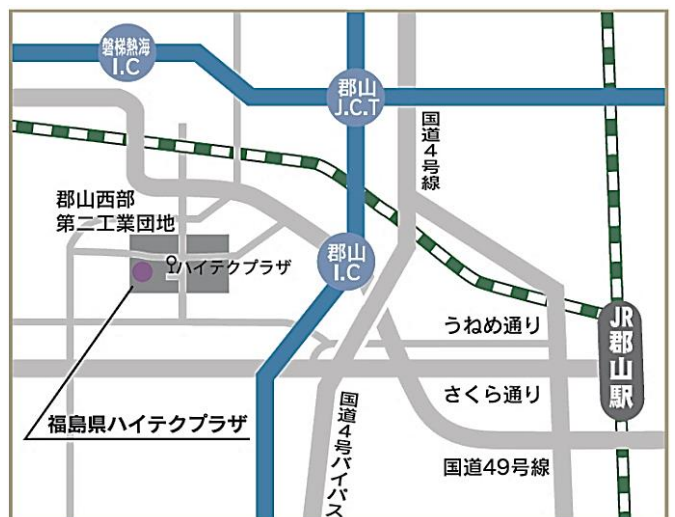 磐梯熱海
I.C
郡山
J.C.T
国道4号線
郡山西部
第二工業団地
ハイテクプラザ
郡山
I.C
JR郡山駅
うねめ通り
さくら通り
福島県ハイテクプラザ
国道4号バイパス
国道49号線